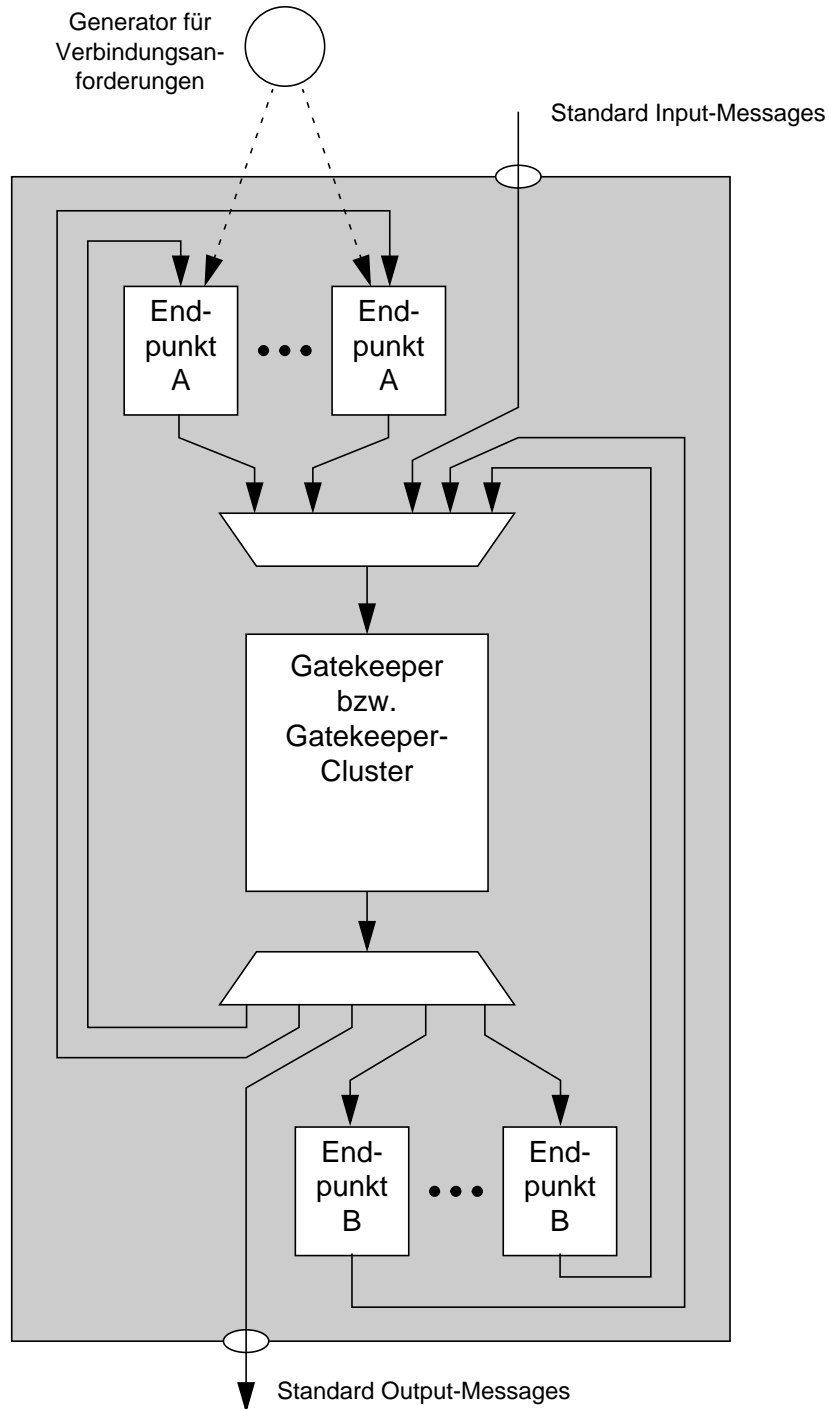 Generator für
Verbindungsan-
forderungen
Standard Input-Messages
End-
punkt
A
End-
punkt
A
Gatekeeper
bzw.
Gatekeeper-
Cluster
End-
punkt
B
End-
punkt
B
Standard Output-Messages